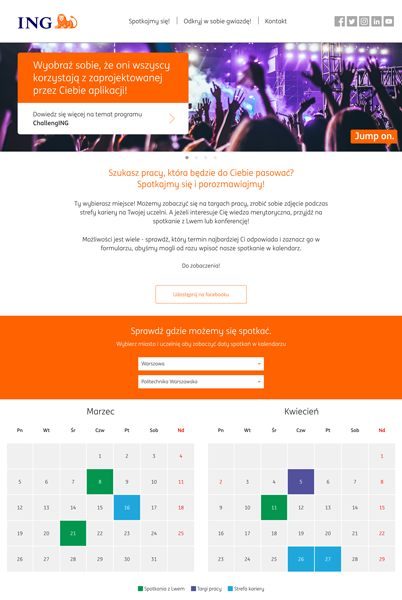 ING
Spotkajmy się! | Odkryj w sobie gwiazdę! | Kontakt
Wyobraź sobie, że oni wszyscy
korzystają z zaprojektowanej
przez Ciebie aplikacji!
Dowiedz się więcej na temat programu
ChallengING
Jump on.
Szukasz pracy, która będzie do Ciebie pasować?
Spotkajmy się i porozmawiajmy!
Ty wybierasz miejsce! Możemy zobaczyć się na targach pracy, zrobić sobie zdjęcie podczas
strefy kariery na Twojej uczelni. A jeżeli interesuje Cię wiedza merytoryczna, przyjdź na
spotkanie z Lwem lub konferencję!
Możliwości jest wiele - sprawdź, który termin najbardziej Ci odpowiada i zaznacz go w
formularzu, abyśmy mogli od razu wpisać nasze spotkanie w kalendarz.
Do zobaczenia!
Udostępnij na facebooku
Sprawdź gdzie możemy się spotkać.
Wybierz miasto i uczelnię aby zobaczyć daty spotkań w kalendarzu
Warszawa
Politechnika Warszawska
Marzec
Pn Wt Śr Czw Pt Sob Nd
1 2 3 4
5 6 7 8 9 10 11
12 13 14 15 16 17 18
19 20 21 22 23 24 25
26 27 28 29 30 31
Kwiecień
Pn Wt Śr Czw Pt Sob Nd
1
2 3 4 5 6 7 8
9 10 11 12 13 14 15
16 17 18 19 20 21 22
23 24 25 26 27 28 29
Spotkania z Lwem Targi pracy Strefa kariery